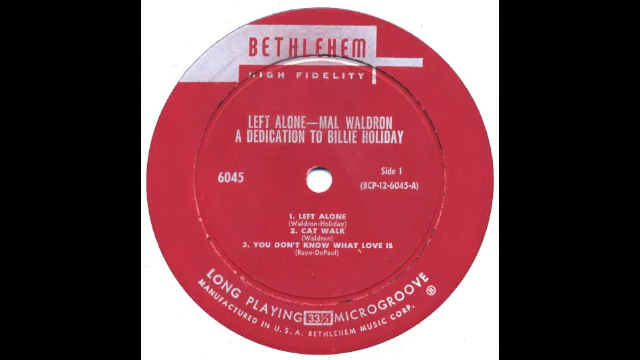 BETHLEHEM
HIGH FIDELITY
LEFT ALONE—MAL WALDRON
A DEDICATION TO BILLIE HOLIDAY
6045
Side 1
(BCP-12-6045-A)
1. LEFT ALONE
(Waldron-Holiday)
2. CAT WALK
(Waldron)
3. YOU DON'T KNOW WHAT LOVE IS
(Raye-DePaul)
LONG PLAYING 33⅓ MICROGROOVE ®
MANUFACTURED IN U.S.A. BETHLEHEM MUSIC CORP.